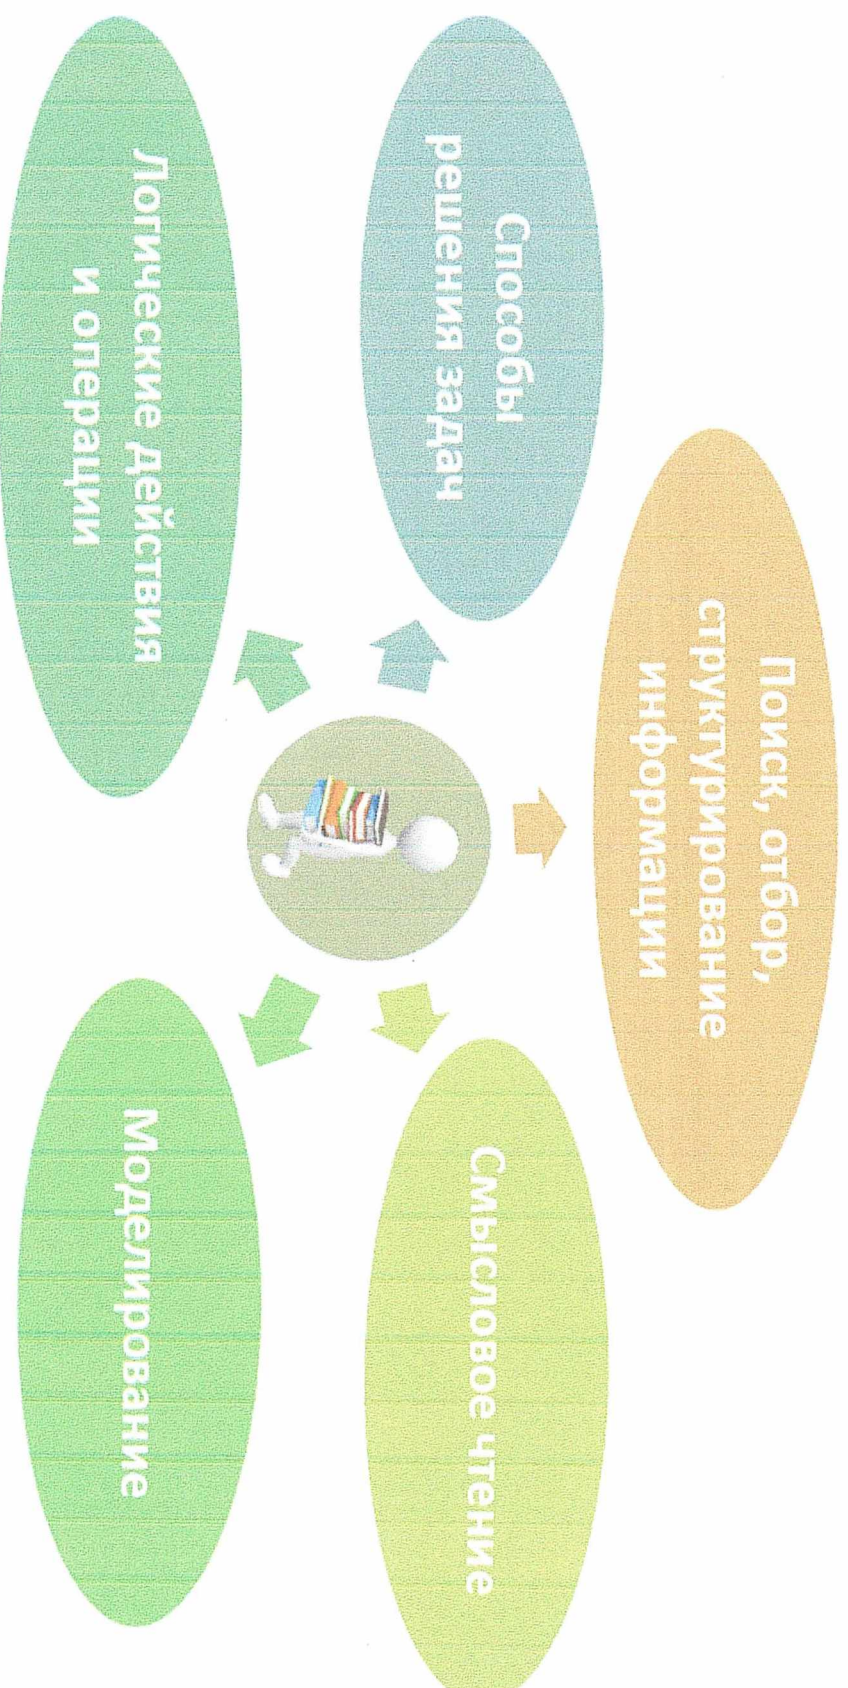 Поиск, отбор,
структурирование
информации
Способы
решения задач
Смысловое чтение
Логические действия
и операции
Моделирование